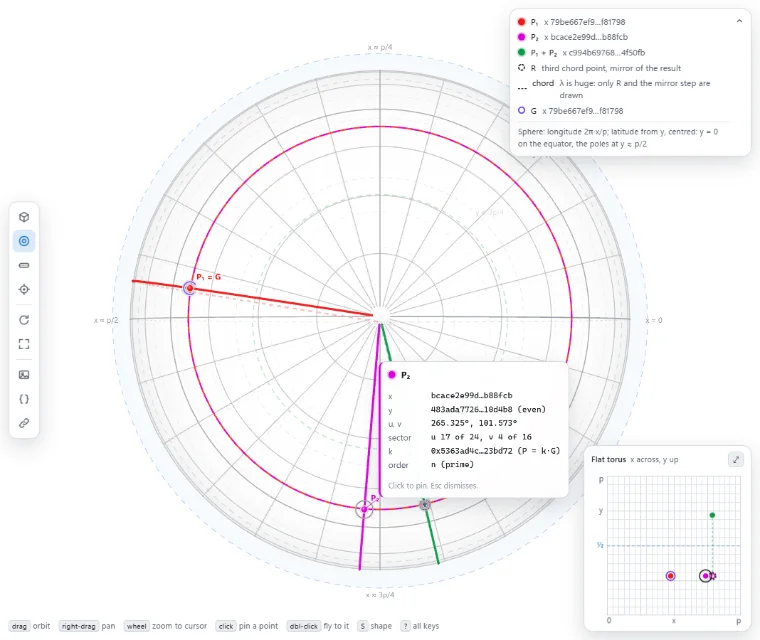 P₁ x 79be667ef9…f81798
P₂ x bcace2e99d…b88fcb
P₁ + P₂ x c994b69768…4f50fb
R third chord point, mirror of the result
chord λ is huge: only R and the mirror step are
drawn
G x 79be667ef9…f81798
Sphere: longitude 2π·x/p; latitude from y, centred: y = 0
on the equator, the poles at y ≈ p/2
x ≈ p/4
P₁ = G
x ≈ p/2
x = 0
P₂
x bcace2e99d…b88fcb
y 483ada7726…10d4b8 (even)
u, v 265.325°, 101.573°
sector u 17 of 24, v 4 of 16
k 0x5363ad4c…23bd72 (P = k·G)
order n (prime)
Click to pin. Esc dismisses.
x ≈ 3p/4
Flat torus x across, y up
p
y
½
0 x p
drag orbit right-drag pan wheel zoom to cursor click pin a point dbl-click fly to it S shape ? all keys